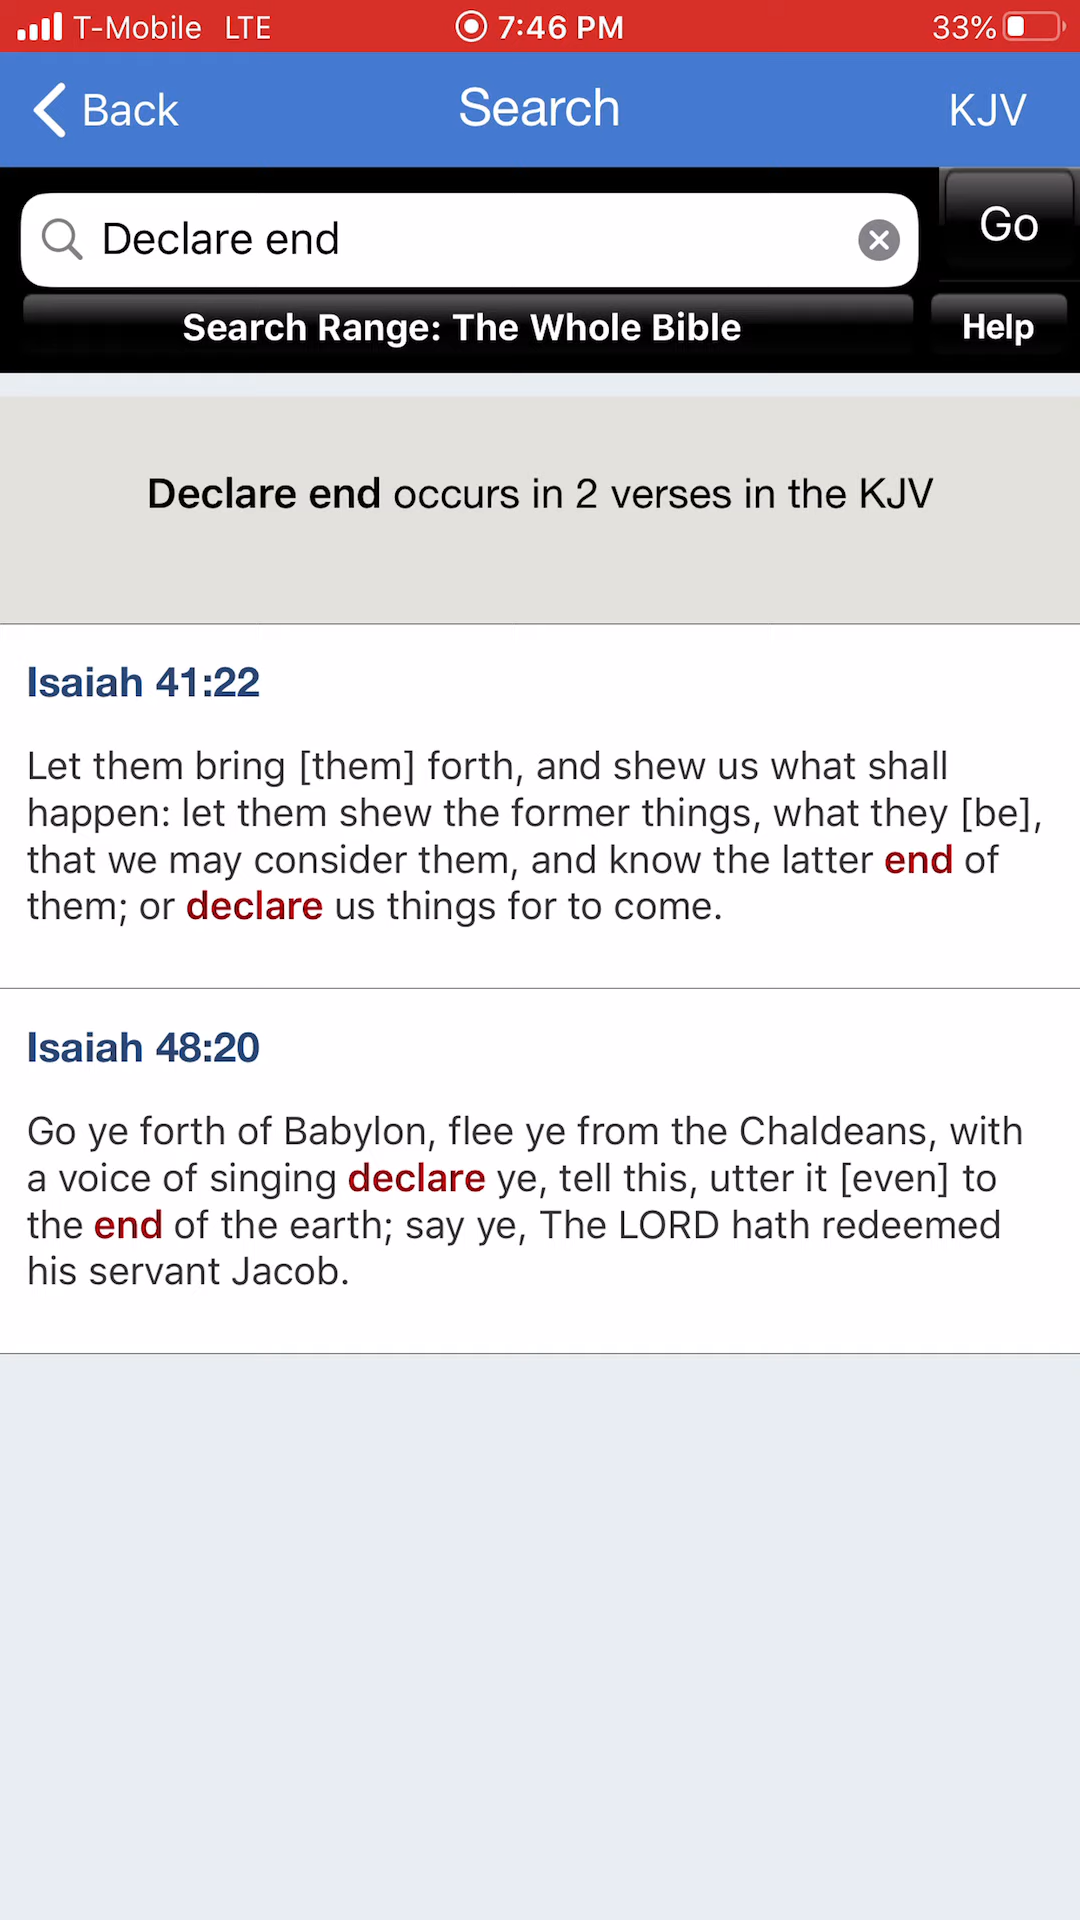 T-Mobile LTE 7:46 PM 33%
Back Search KJV
Declare end Go
Search Range: The Whole Bible Help
Declare end occurs in 2 verses in the KJV
Isaiah 41:22
Let them bring [them] forth, and shew us what shall
happen: let them shew the former things, what they [be],
that we may consider them, and know the latter end of
them; or declare us things for to come.
Isaiah 48:20
Go ye forth of Babylon, flee ye from the Chaldeans, with
a voice of singing declare ye, tell this, utter it [even] to
the end of the earth; say ye, The LORD hath redeemed
his servant Jacob.